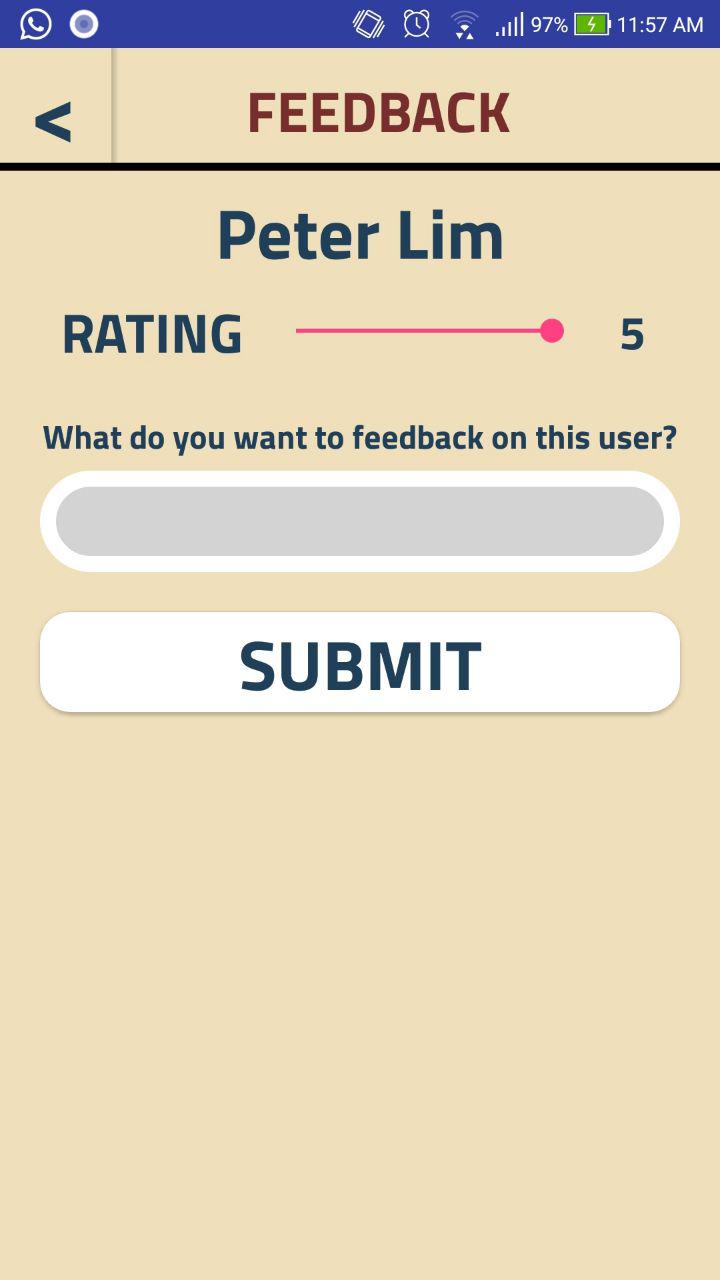 97% 11:57 AM
< FEEDBACK
Peter Lim
RATING 5
What do you want to feedback on this user?
SUBMIT